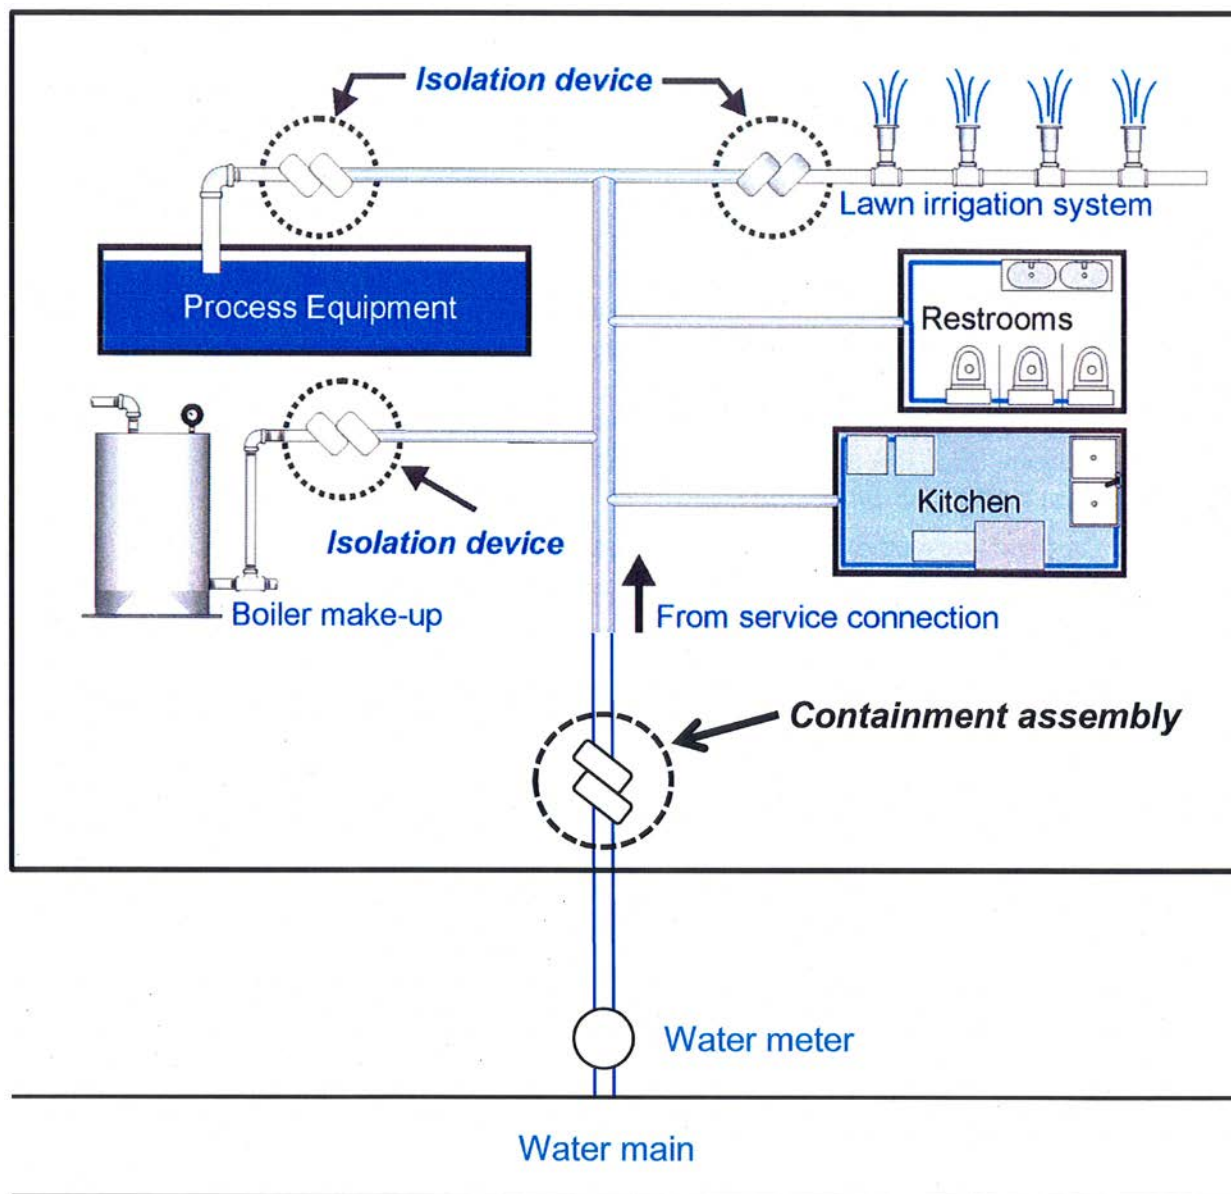 Isolation device
Lawn irrigation system
Process Equipment
Restrooms
Kitchen
Isolation device
Boiler make-up
From service connection
Containment assembly
Water meter
Water main